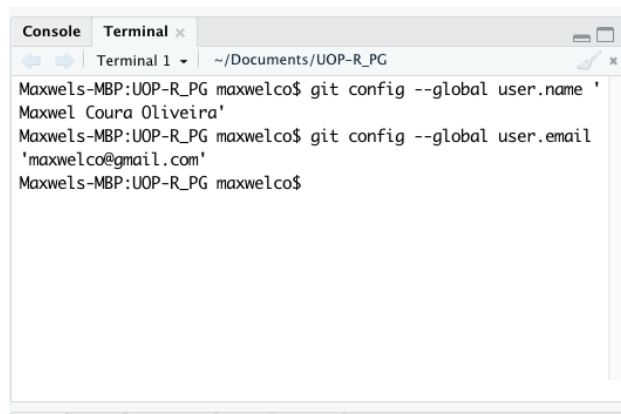 Console Terminal
Terminal 1 ~/Documents/UOP-R_PG
Maxwels-MBP:UOP-R_PG maxwelco$ git config --global user.name '
Maxwel Coura Oliveira'
Maxwels-MBP:UOP-R_PG maxwelco$ git config --global user.email
'maxwelco@gmail.com'
Maxwels-MBP:UOP-R_PG maxwelco$